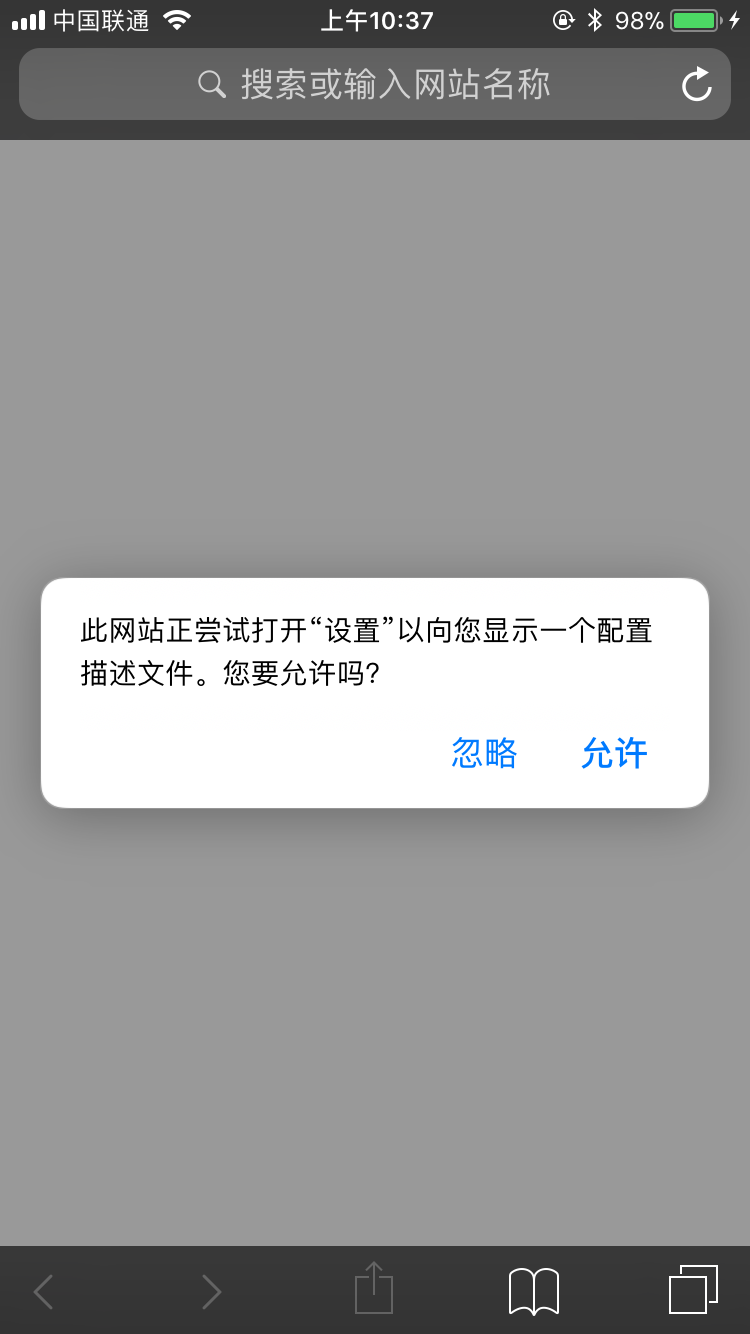 中国联通 上午10:37 98%
搜索或输入网站名称
此网站正尝试打开“设置”以向您显示一个配置
描述文件。您要允许吗?
忽略 允许